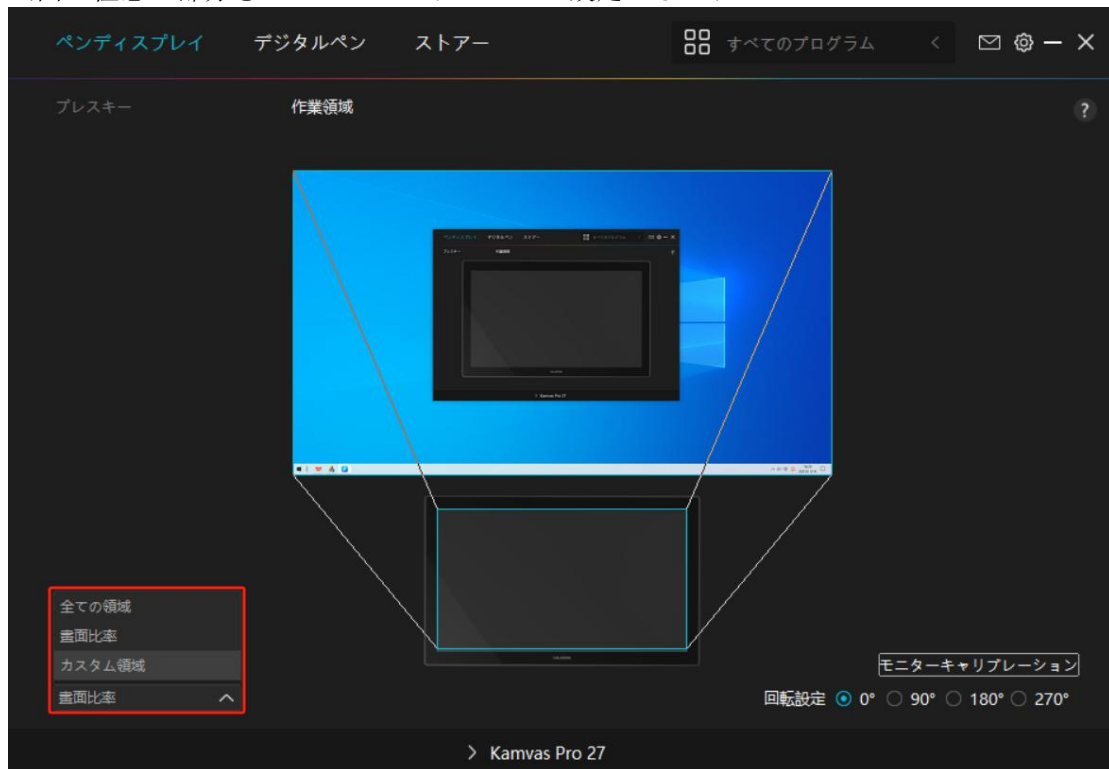 ペンディスプレイ デジタルペン ストアー すべてのプログラム
プレスキー 作業領域 ?
全ての領域
畫面比率
カスタム領域
畫面比率
モニターキャリブレーション
回転設定 0° 90° 180° 270°
Kamvas Pro 27